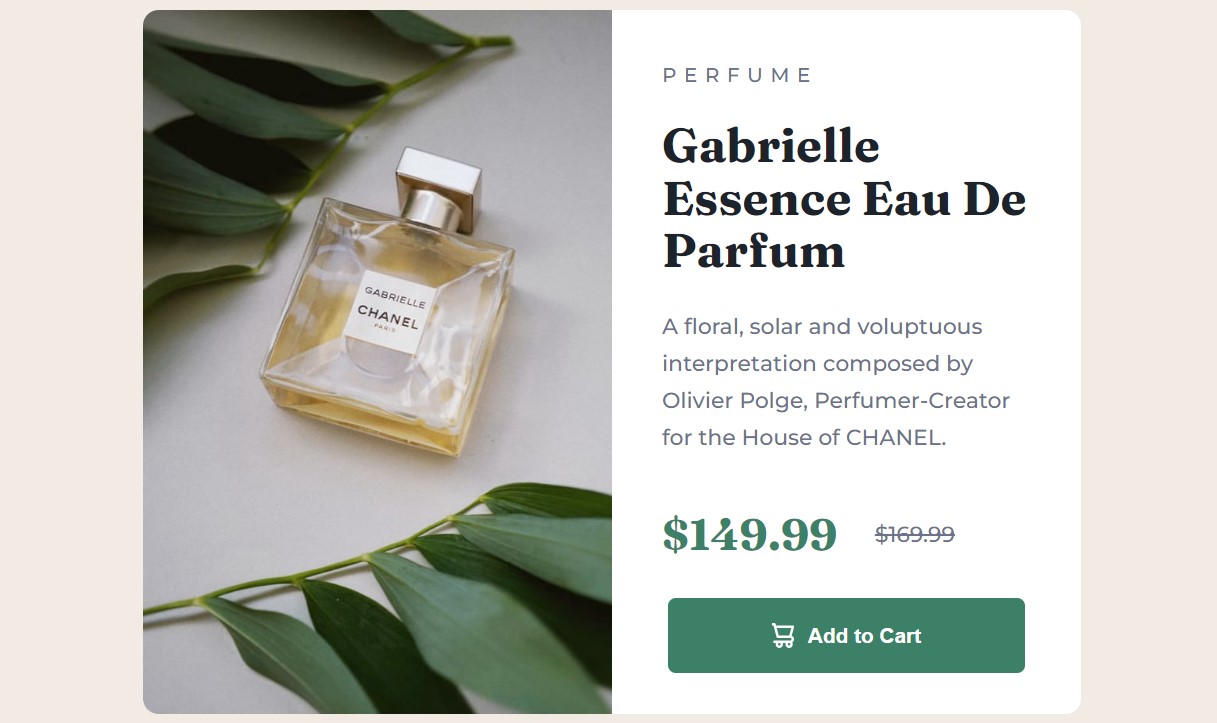 GABRIELLE
CHANEL
PARIS
PERFUME
Gabrielle
Essence Eau De
Parfum
A floral, solar and voluptuous
interpretation composed by
Olivier Polge, Perfumer-Creator
for the House of CHANEL.
$149.99 $169.99
Add to Cart